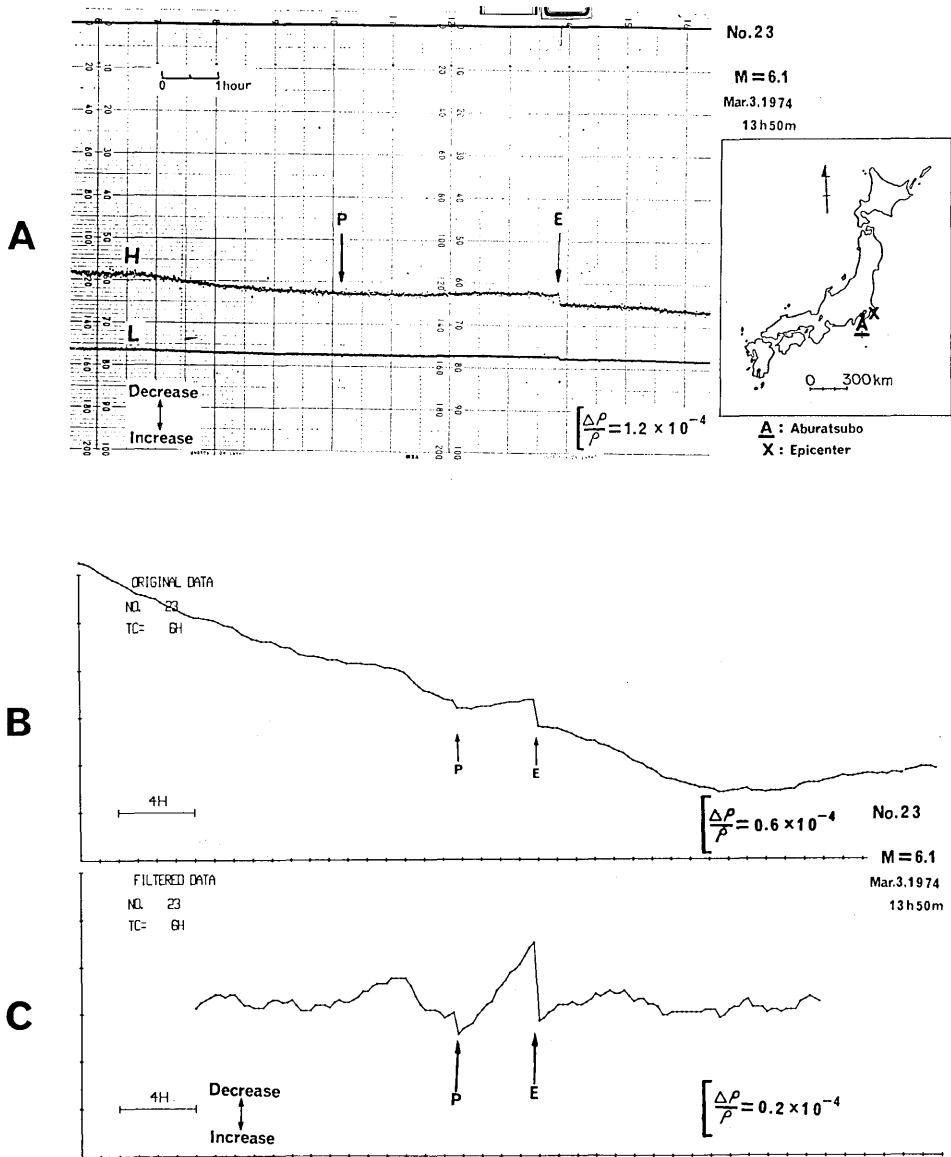 No.23
M=6.1
Mar.3.1974
13h50m
0 1hour
A
P
E
H
L
Decrease
Increase
Δρ/ρ = 1.2 × 10⁻⁴
0 300km
A
X
A : Aburatsubo
X : Epicenter
B
ORIGINAL DATA
NO. 23
TC= 6H
P
E
4H
Δρ/ρ = 0.6 × 10⁻⁴
No.23
M=6.1
Mar.3.1974
13h50m
C
FILTERED DATA
NO. 23
TC= 6H
P
E
4H
Decrease
Increase
Δρ/ρ = 0.2 × 10⁻⁴